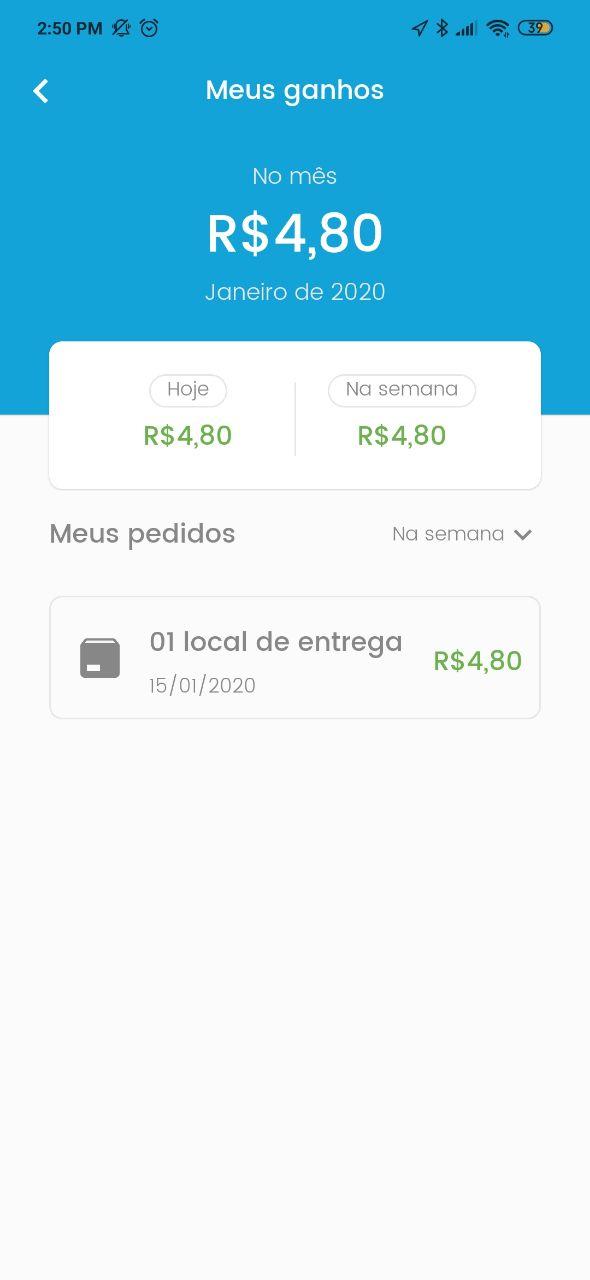 2:50 PM
39
Meus ganhos
No mês
R$4,80
Janeiro de 2020
Hoje
Na semana
R$4,80
R$4,80
Meus pedidos
Na semana
01 local de entrega
R$4,80
15/01/2020